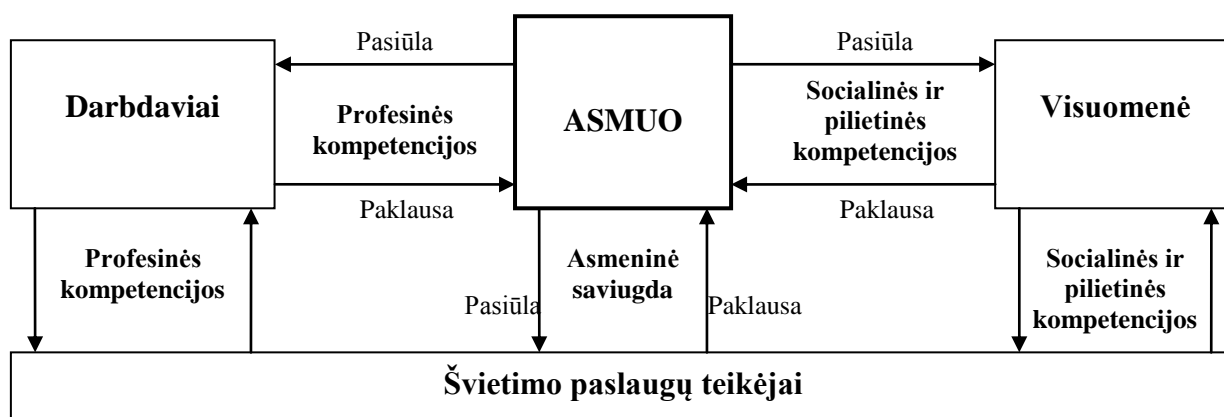 Pasiūla
Pasiūla
Darbdaviai
Profesinės
kompetencijos
ASMUO
Socialinės ir
pilietinės
kompetencijos
Visuomenė
Paklausa
Paklausa
Profesinės
kompetencijos
Asmeninė
saviugda
Socialinės ir
pilietinės
kompetencijos
Pasiūla
Paklausa
Švietimo paslaugų teikėjai